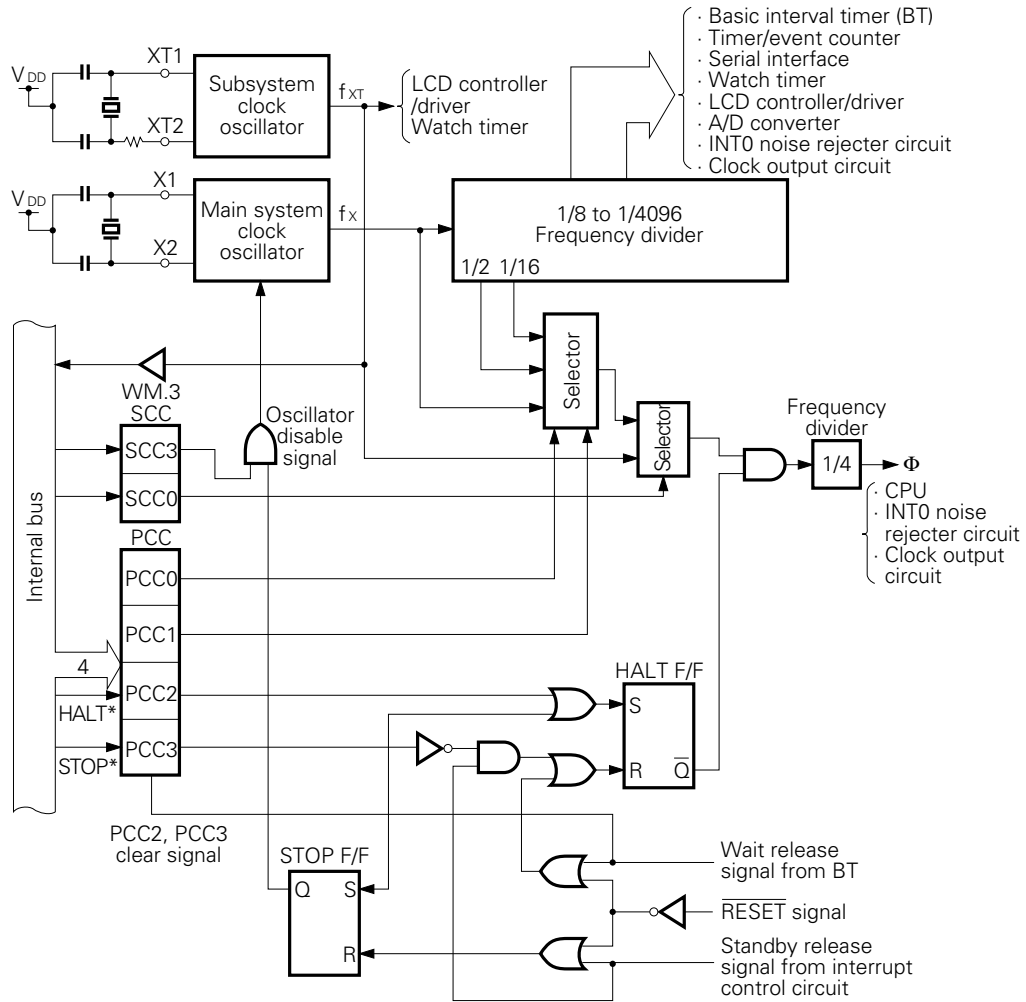 XT1
VDD
XT2
Subsystem
clock
oscillator
fXT
LCD controller
/driver
Watch timer
· Basic interval timer (BT)
· Timer/event counter
· Serial interface
· Watch timer
· LCD controller/driver
· A/D converter
· INT0 noise rejecter circuit
· Clock output circuit
X1
VDD
X2
Main system
clock
oscillator
fX
1/8 to 1/4096
Frequency divider
1/2 1/16
Selector
Selector
WM.3
SCC
SCC3
SCC0
Oscillator
disable
signal
Frequency
divider
1/4
Φ
· CPU
· INT0 noise
rejecter circuit
· Clock output
circuit
Internal bus
PCC
PCC0
PCC1
PCC2
PCC3
4
HALT*
STOP*
HALT F/F
S
R
Q̅
PCC2, PCC3
clear signal
STOP F/F
Q
S
R
Wait release
signal from BT
R̅E̅S̅E̅T̅ signal
Standby release
signal from interrupt
control circuit